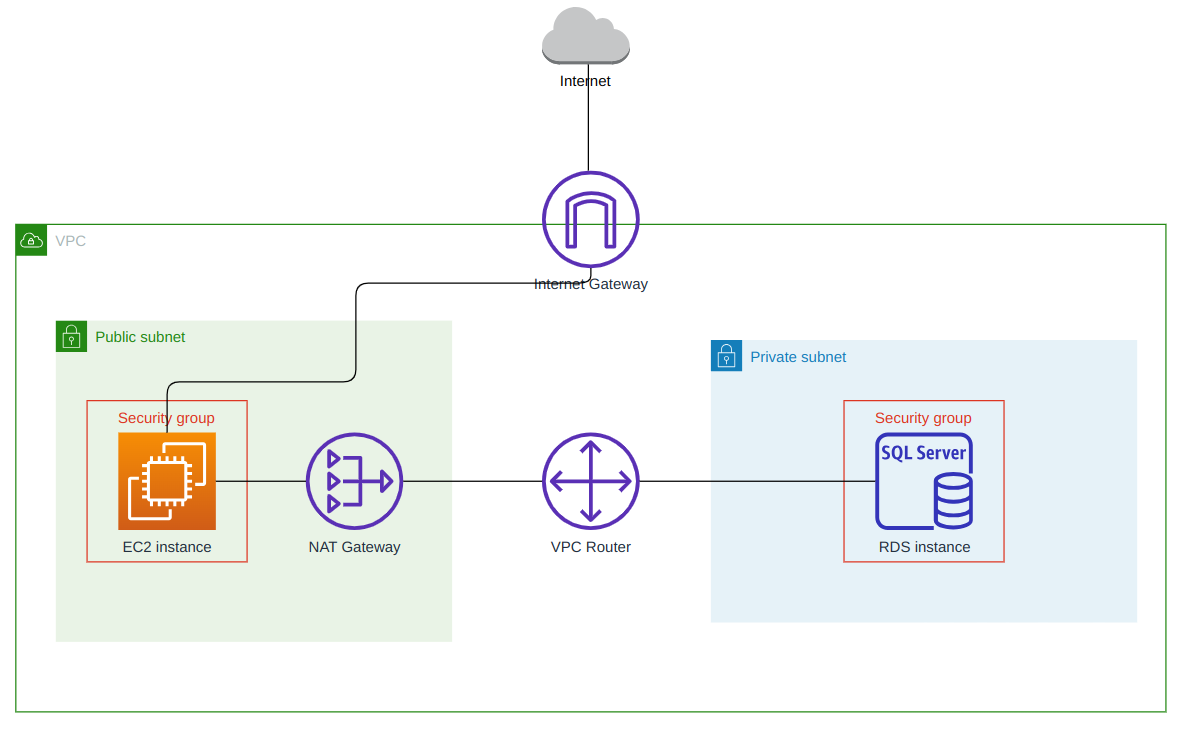 Internet
VPC
Internet Gateway
Public subnet
Private subnet
Security group
Security group
SQL Server
EC2 instance
NAT Gateway
VPC Router
RDS instance